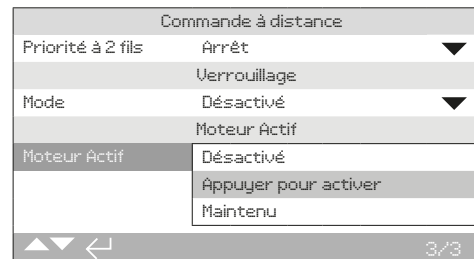 Commande à distance
Priorité à 2 fils Arrêt
Verrouillage
Mode Désactivé
Moteur Actif
Moteur Actif Désactivé
Appuyer pour activer
Maintenu
3/3